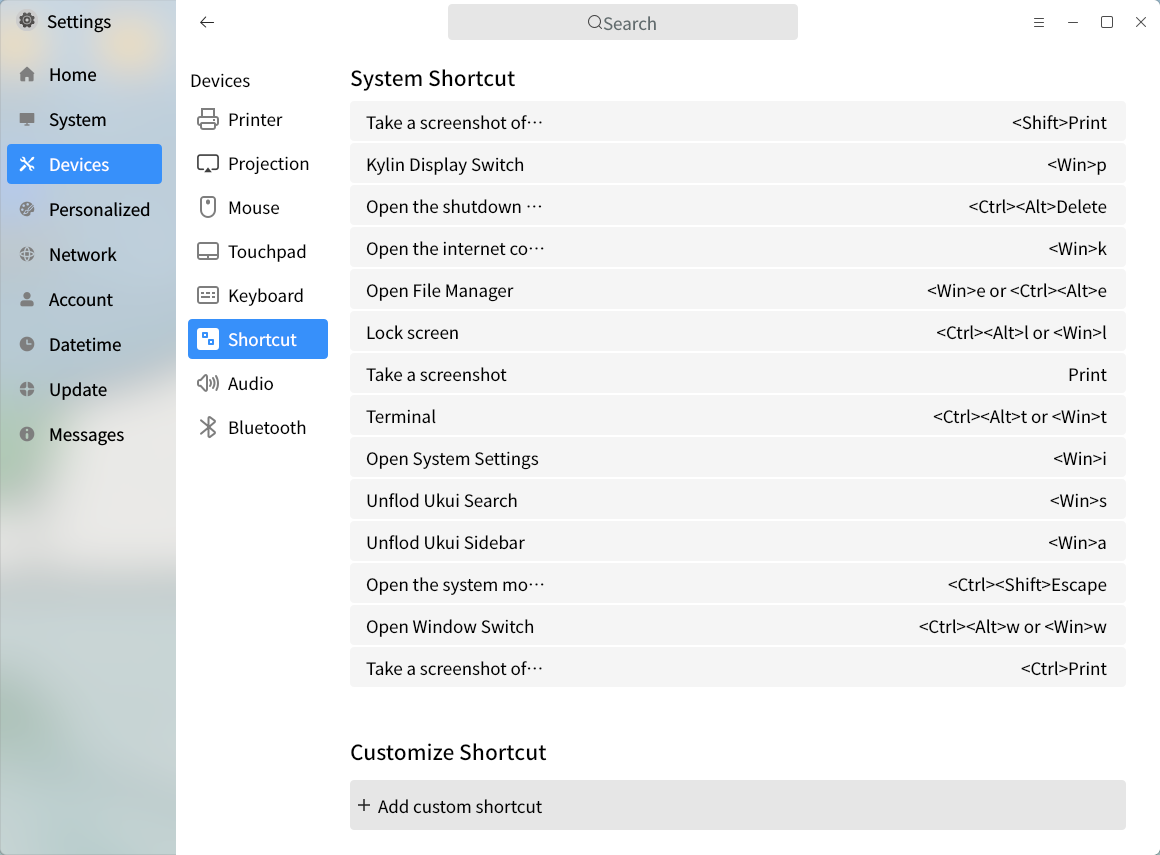 Settings
Search
Home
System
Devices
Personalized
Network
Account
Datetime
Update
Messages
Devices
Printer
Projection
Mouse
Touchpad
Keyboard
Shortcut
Audio
Bluetooth
System Shortcut
Take a screenshot of··· <Shift>Print
Kylin Display Switch <Win>p
Open the shutdown ··· <Ctrl><Alt>Delete
Open the internet co··· <Win>k
Open File Manager <Win>e or <Ctrl><Alt>e
Lock screen <Ctrl><Alt>l or <Win>l
Take a screenshot Print
Terminal <Ctrl><Alt>t or <Win>t
Open System Settings <Win>i
Unflod Ukui Search <Win>s
Unflod Ukui Sidebar <Win>a
Open the system mo··· <Ctrl><Shift>Escape
Open Window Switch <Ctrl><Alt>w or <Win>w
Take a screenshot of··· <Ctrl>Print
Customize Shortcut
+ Add custom shortcut